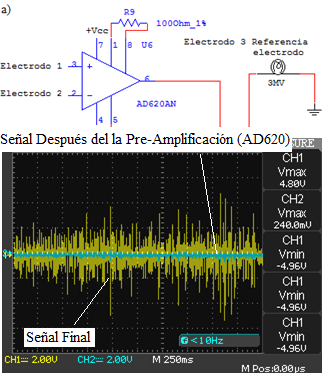 a)
R9
+Vcc
100Ohm_1%
7
1
8
U6
Electrodo 1
3
Electrodo 2
2
6
AD620AN
4
5
Electrodo 3 Referencia
electrodo
3MV
Señal Después del la Pre-Amplificación (AD620)
URE
CH1
Vmax
4.80V
CH2
Vmax
240.0mV
CH1
Vmin
-4.96V
CH1
Vmin
-4.96V
CH1
Vmin
-4.96V
Señal Final
<10Hz
CH1= 2.00V
CH2= 2.00V
M 250ms
M Pos:0.00µs